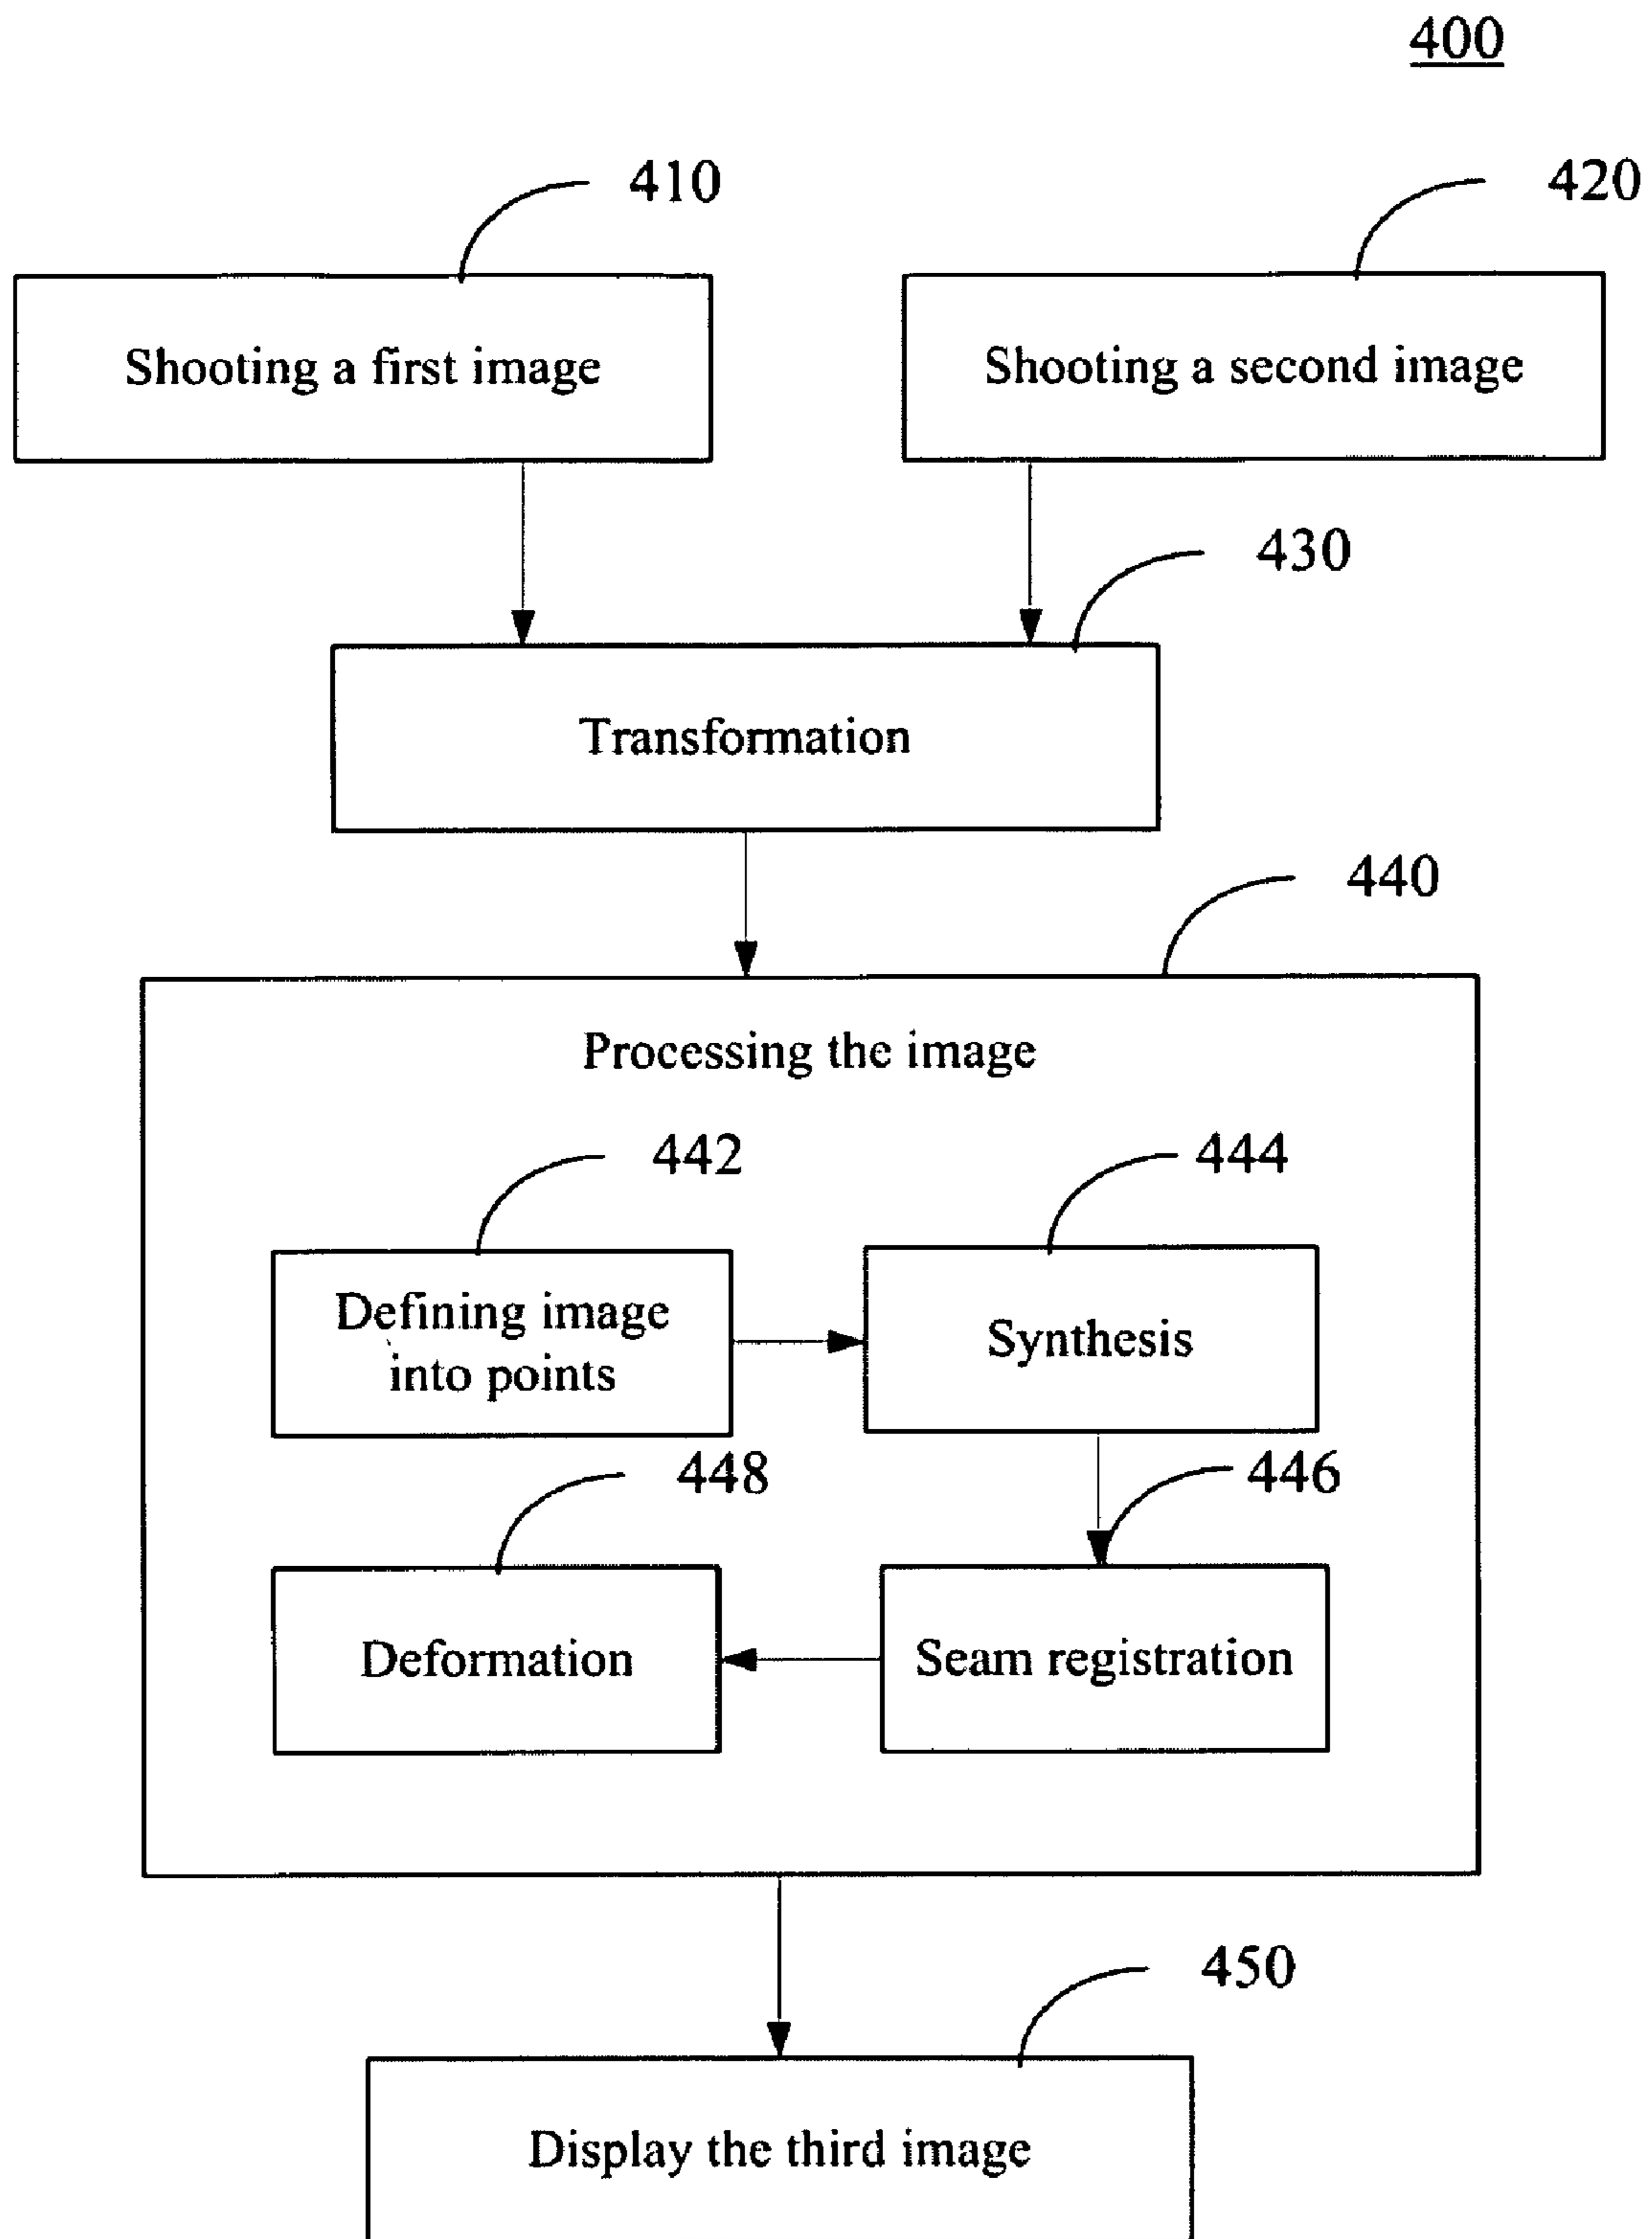 400
410
420
Shooting a first image
Shooting a second image
430
Transformation
440
Processing the image
442
444
Defining image
into points
Synthesis
448
446
Deformation
Seam registration
450
Display the third image